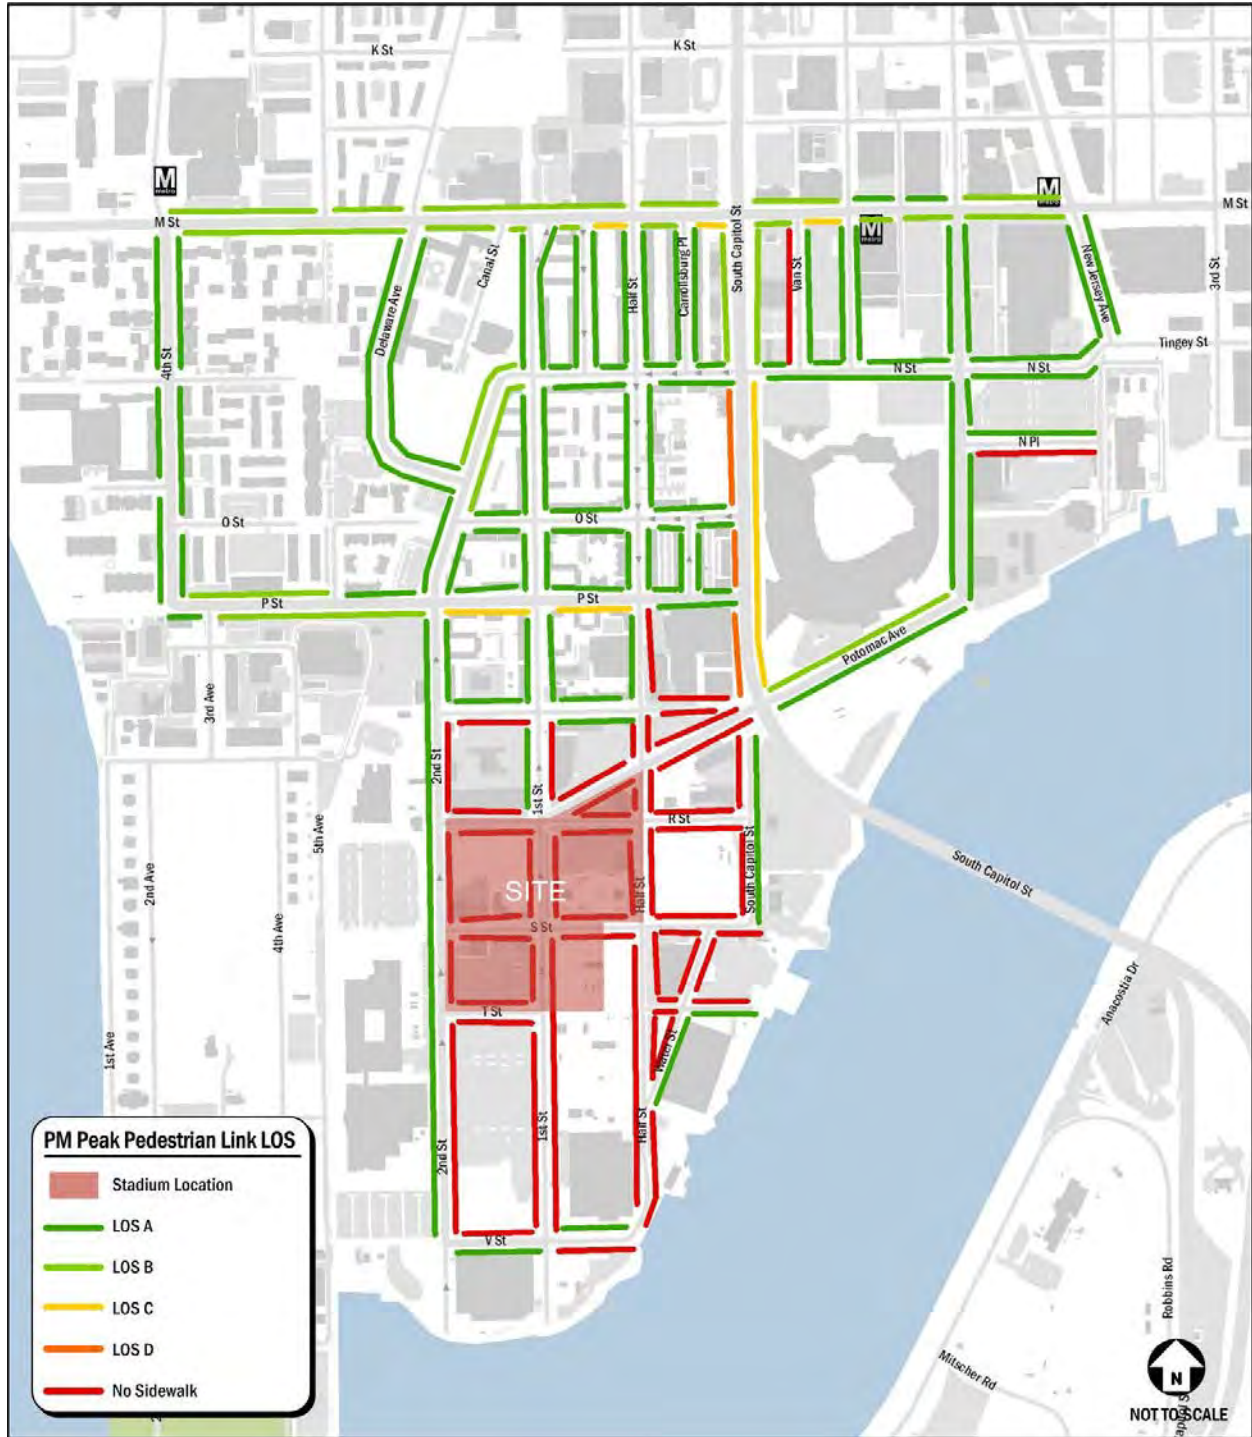 K St
K St
M
metro
M
metro
M St
M St
M
metro
South Capitol St
Canal St
Half St
Carrollsburg Pl
Van St
New Jersey Ave
3rd St
Delaware Ave
4th St
Tingey St
N St
N St
N Pl
O St
O St
P St
P St
Potomac Ave
3rd Ave
2nd St
1st St
R St
5th Ave
2nd Ave
4th Ave
SITE
Half St
South Capitol St
South Capitol St
S St
Anacostia Dr
T St
Water St
1st Ave
1st St
Half St
2nd St
V St
PM Peak Pedestrian Link LOS
Stadium Location
LOS A
LOS B
LOS C
LOS D
No Sidewalk
Robbins Rd
Mitscher Rd
N
NOT TO SCALE